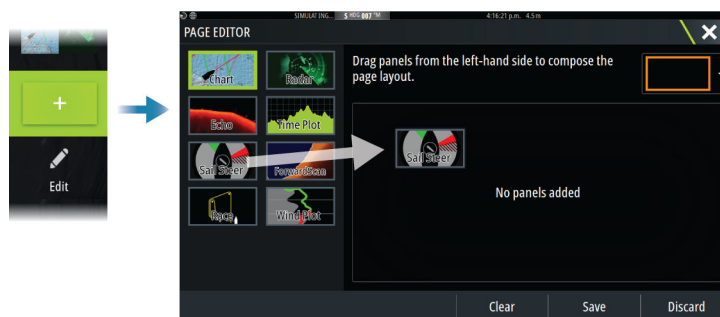 +
Edit
SIMULATING... S HDG 007 °M 4:16:21 p.m. 4.5 m
PAGE EDITOR
X
Chart
Radar
Echo
Time Plot
Sail Steer
ForwardScan
Race
Wind Plot
Drag panels from the left-hand side to compose the
page layout.
Sail Steer
No panels added
Clear
Save
Discard